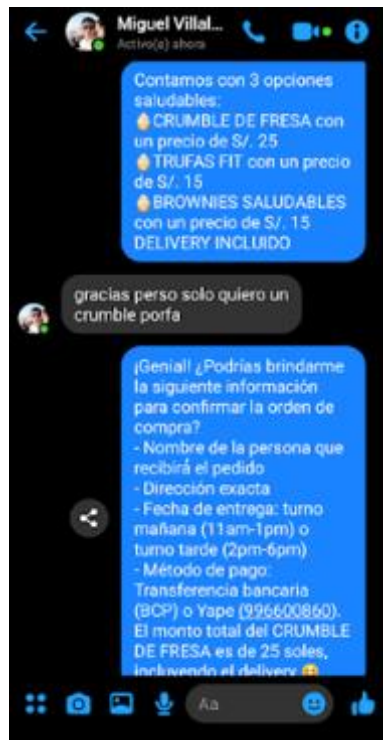 Miguel Villal...
Activo(a) ahora
Contamos con 3 opciones
saludables:
🧁CRUMBLE DE FRESA con
un precio de S/. 25
🧁TRUFAS FIT con un precio
de S/. 15
🧁BROWNIES SALUDABLES
con un precio de S/. 15
DELIVERY INCLUIDO
gracias perso solo quiero un
crumble porfa
¡Genial! ¿Podrías brindarme
la siguiente información
para confirmar la orden de
compra?
- Nombre de la persona que
recibirá el pedido
- Dirección exacta
- Fecha de entrega: turno
mañana (11am-1pm) o
turno tarde (2pm-6pm)
- Método de pago:
Transferencia bancaria
(BCP) o Yape (996600860).
El monto total del CRUMBLE
DE FRESA es de 25 soles,
incluyendo el delivery 🥰
Aa